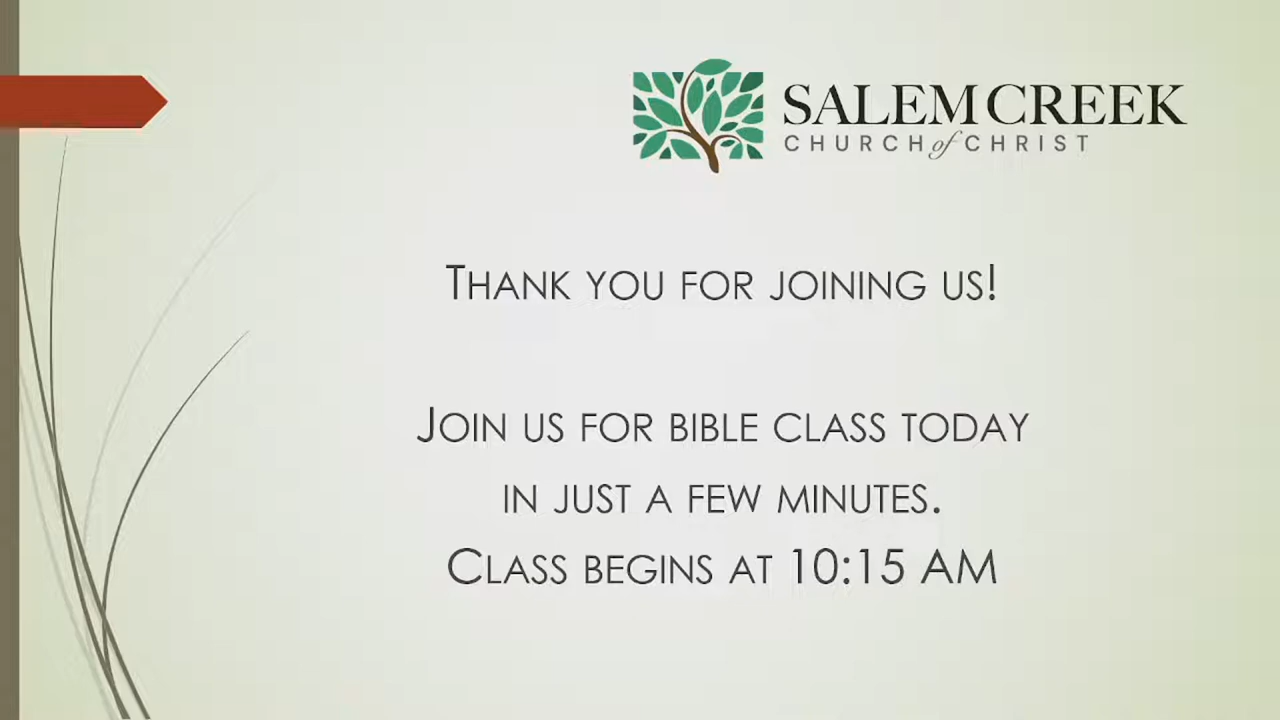 SALEM CREEK
CHURCH of CHRIST
THANK YOU FOR JOINING US!
JOIN US FOR BIBLE CLASS TODAY
IN JUST A FEW MINUTES.
CLASS BEGINS AT 10:15 AM